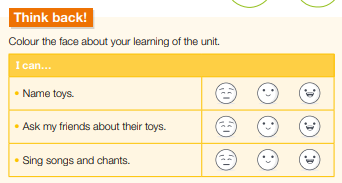 Think back!
Colour the face about your learning of the unit.
I can...
• Name toys.
• Ask my friends about their toys.
• Sing songs and chants.